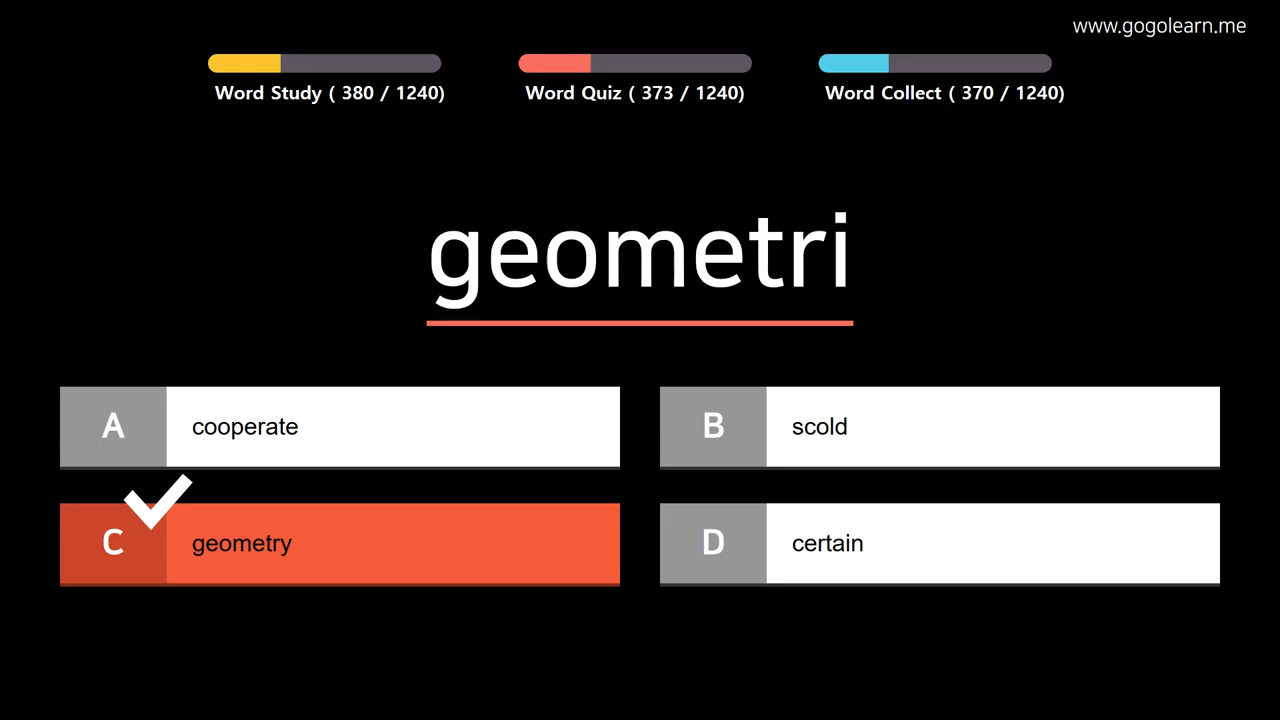 www.gogolearn.me
Word Study ( 380 / 1240)
Word Quiz ( 373 / 1240)
Word Collect ( 370 / 1240)
geometri
A
cooperate
B
scold
C
geometry
D
certain